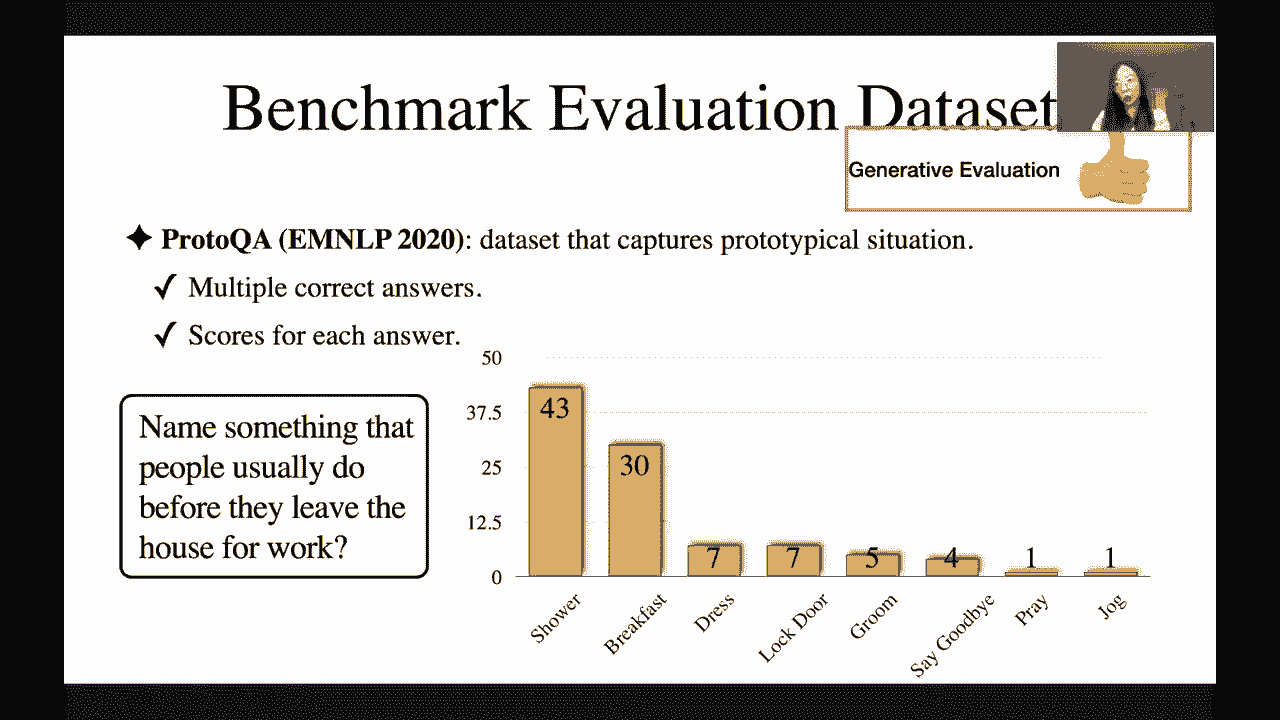 Benchmark Evaluation Dataset
Generative Evaluation
✦ ProtoQA (EMNLP 2020): dataset that captures prototypical situation.
✓ Multiple correct answers.
✓ Scores for each answer.
Name something that
people usually do
before they leave the
house for work?
50
37.5
25
12.5
0
43
30
7
7
5
4
1
1
Shower
Breakfast
Dress
Lock Door
Groom
Say Goodbye
Pray
Jog